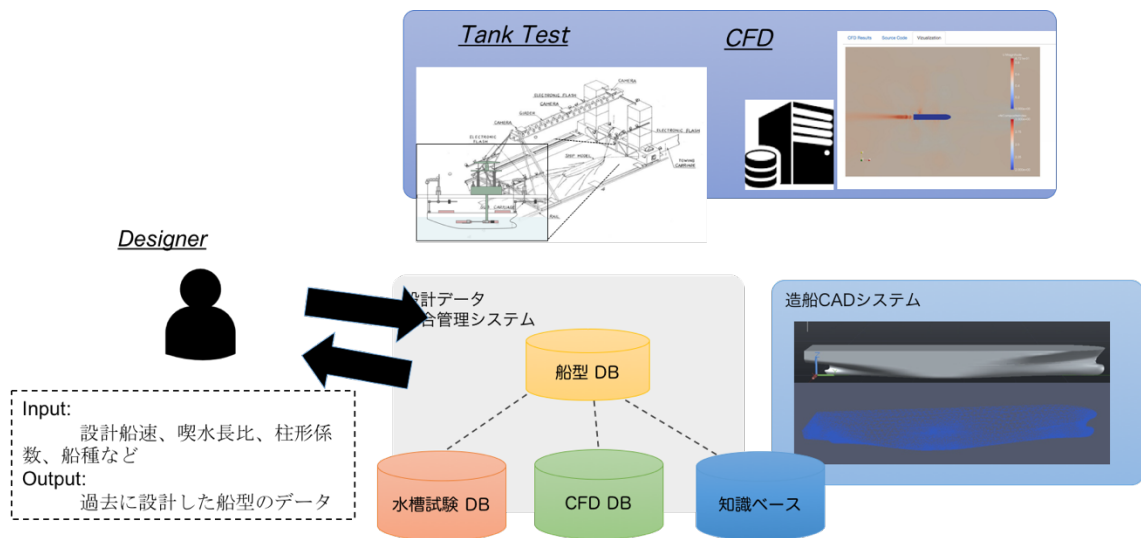 Tank Test
CFD
CFD Results Source Code Visualization
CAMERA
ELECTRONIC FLASH
CAMERA
GUIDER
CAMERA
ELECTRONIC
FLASH
ELECTRONIC FLASH
SHIP MODEL
TOWING
CARRIAGE
CARRIAGE
RAIL
Designer
設計データ
合管理システム
船型 DB
水槽試験 DB
CFD DB
知識ベース
造船CADシステム
Input:
設計船速、喫水長比、柱形係
数、船種など
Output:
過去に設計した船型のデータ